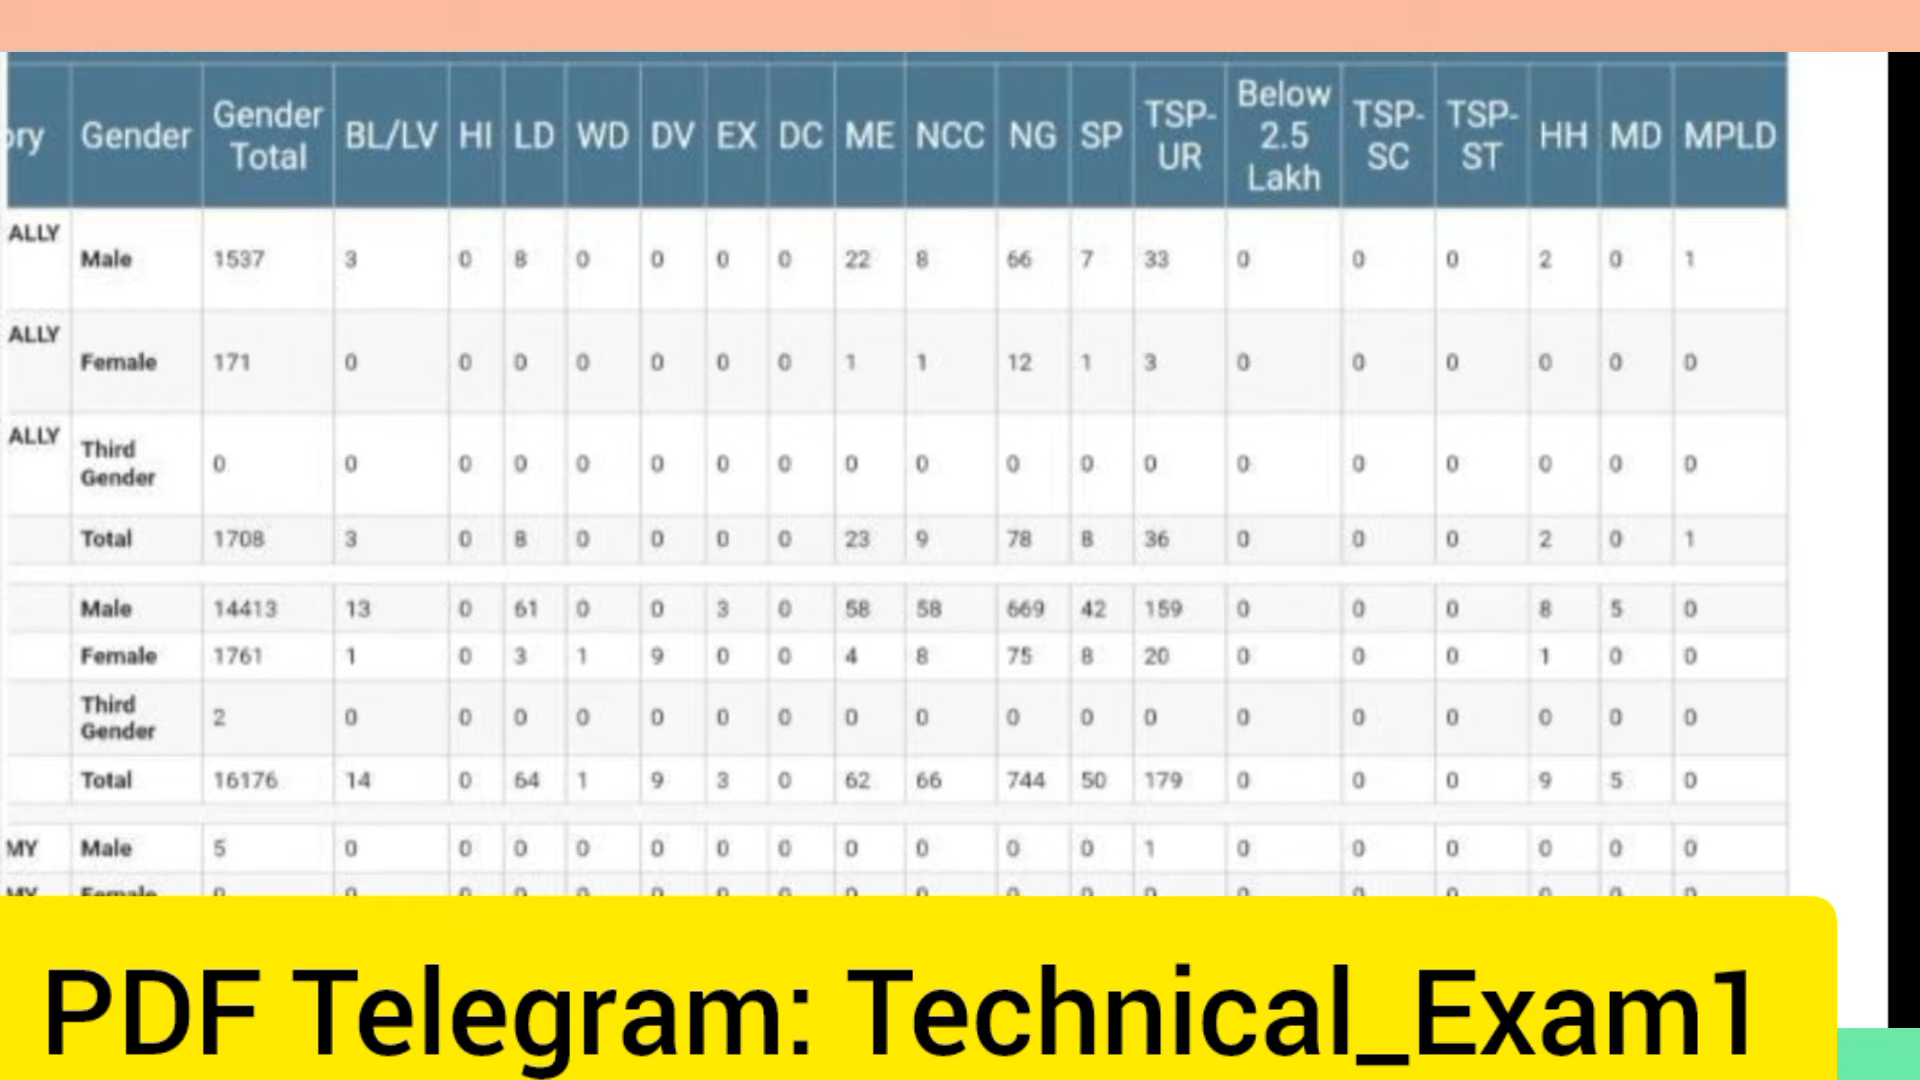 ory Gender Gender Total BL/LV HI LD WD DV EX DC ME NCC NG SP TSP-UR Below 2.5 Lakh TSP-SC TSP-ST HH MD MPLD
ALLY Male 1537 3 0 8 0 0 0 0 22 8 66 7 33 0 0 0 2 0 1
ALLY Female 171 0 0 0 0 0 0 0 1 1 12 1 3 0 0 0 0 0 0
ALLY Third Gender 0 0 0 0 0 0 0 0 0 0 0 0 0 0 0 0 0 0 0
Total 1708 3 0 8 0 0 0 0 23 9 78 8 36 0 0 0 2 0 1
Male 14413 13 0 61 0 0 3 0 58 58 669 42 159 0 0 0 8 5 0
Female 1761 1 0 3 1 9 0 0 4 8 75 8 20 0 0 0 1 0 0
Third Gender 2 0 0 0 0 0 0 0 0 0 0 0 0 0 0 0 0 0 0
Total 16176 14 0 64 1 9 3 0 62 66 744 50 179 0 0 0 9 5 0
MY Male 5 0 0 0 0 0 0 0 0 0 0 0 1 0 0 0 0 0 0
MY Female
PDF Telegram: Technical_Exam1